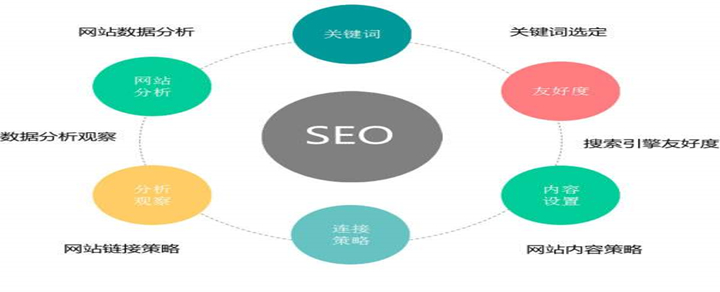 网站数据分析
关键词
关键词选定
网站
分析
友好度
数据分析观察
SEO
搜索引擎友好度
分析
观察
内容
设置
连接
策略
网站链接策略
网站内容策略